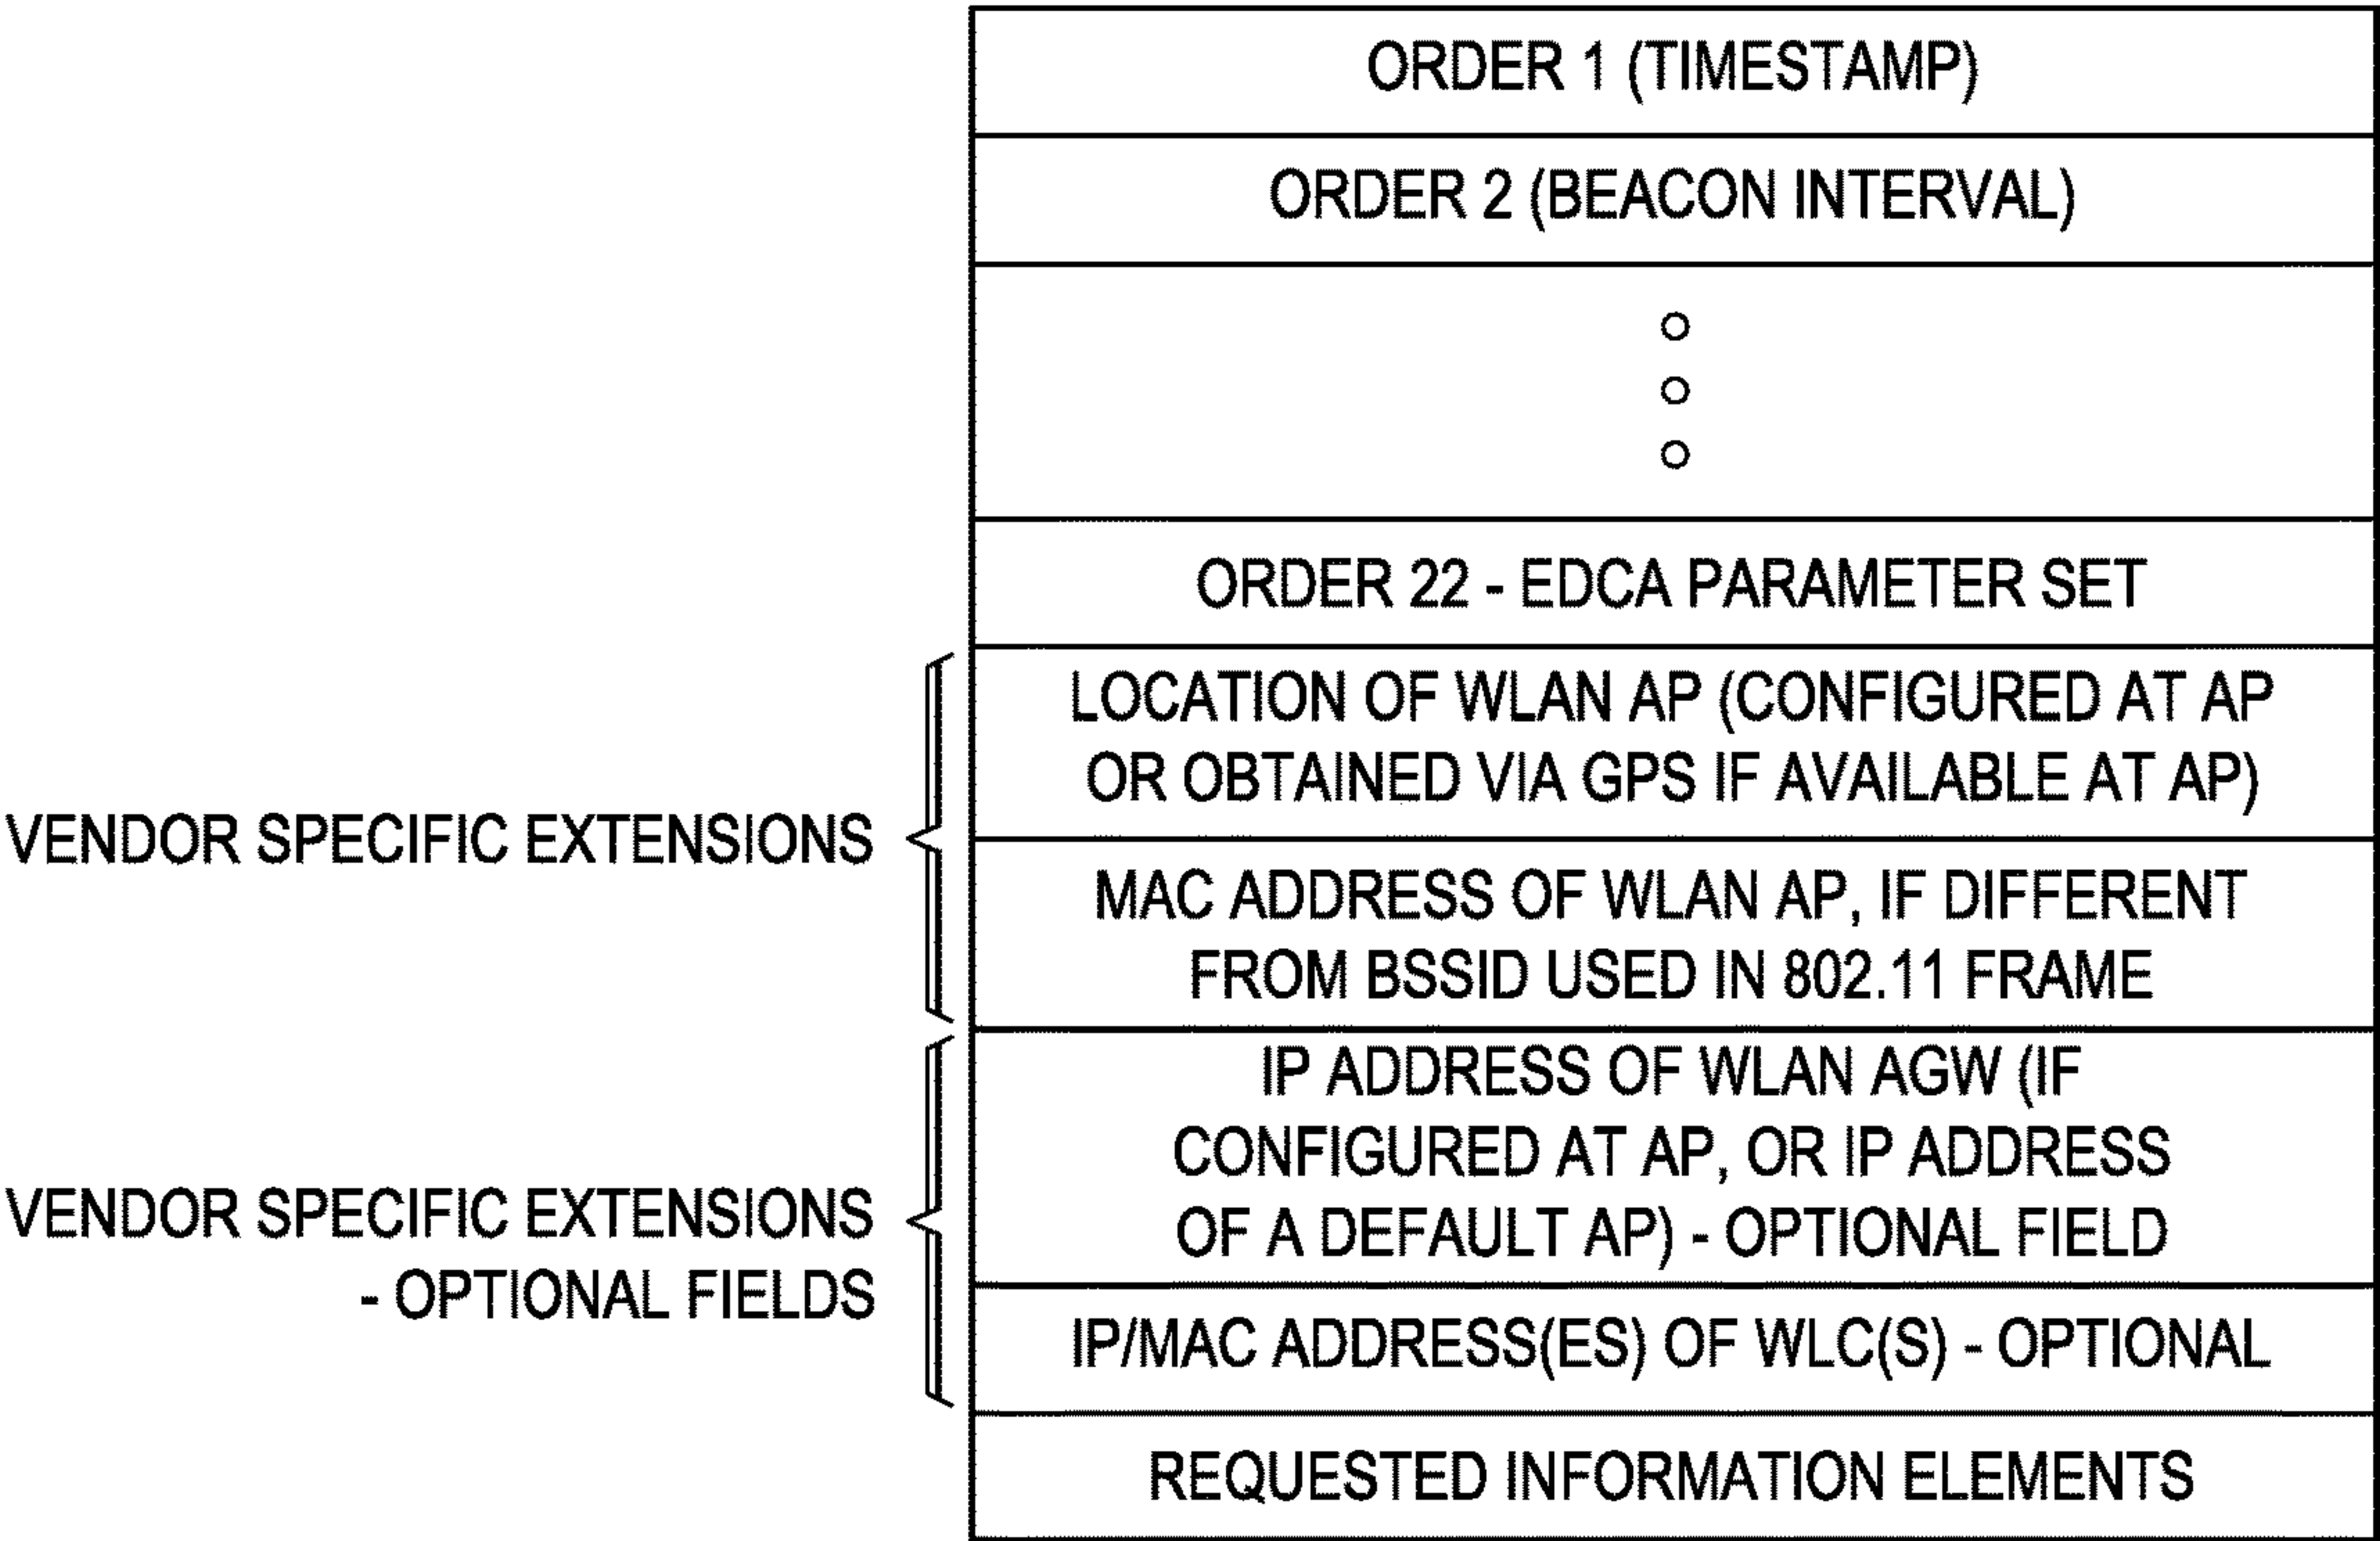 ORDER 1 (TIMESTAMP)
ORDER 2 (BEACON INTERVAL)
ORDER 22 - EDCA PARAMETER SET
VENDOR SPECIFIC EXTENSIONS
LOCATION OF WLAN AP (CONFIGURED AT AP
OR OBTAINED VIA GPS IF AVAILABLE AT AP)
MAC ADDRESS OF WLAN AP, IF DIFFERENT
FROM BSSID USED IN 802.11 FRAME
VENDOR SPECIFIC EXTENSIONS
- OPTIONAL FIELDS
IP ADDRESS OF WLAN AGW (IF
CONFIGURED AT AP, OR IP ADDRESS
OF A DEFAULT AP) - OPTIONAL FIELD
IP/MAC ADDRESS(ES) OF WLC(S) - OPTIONAL
REQUESTED INFORMATION ELEMENTS